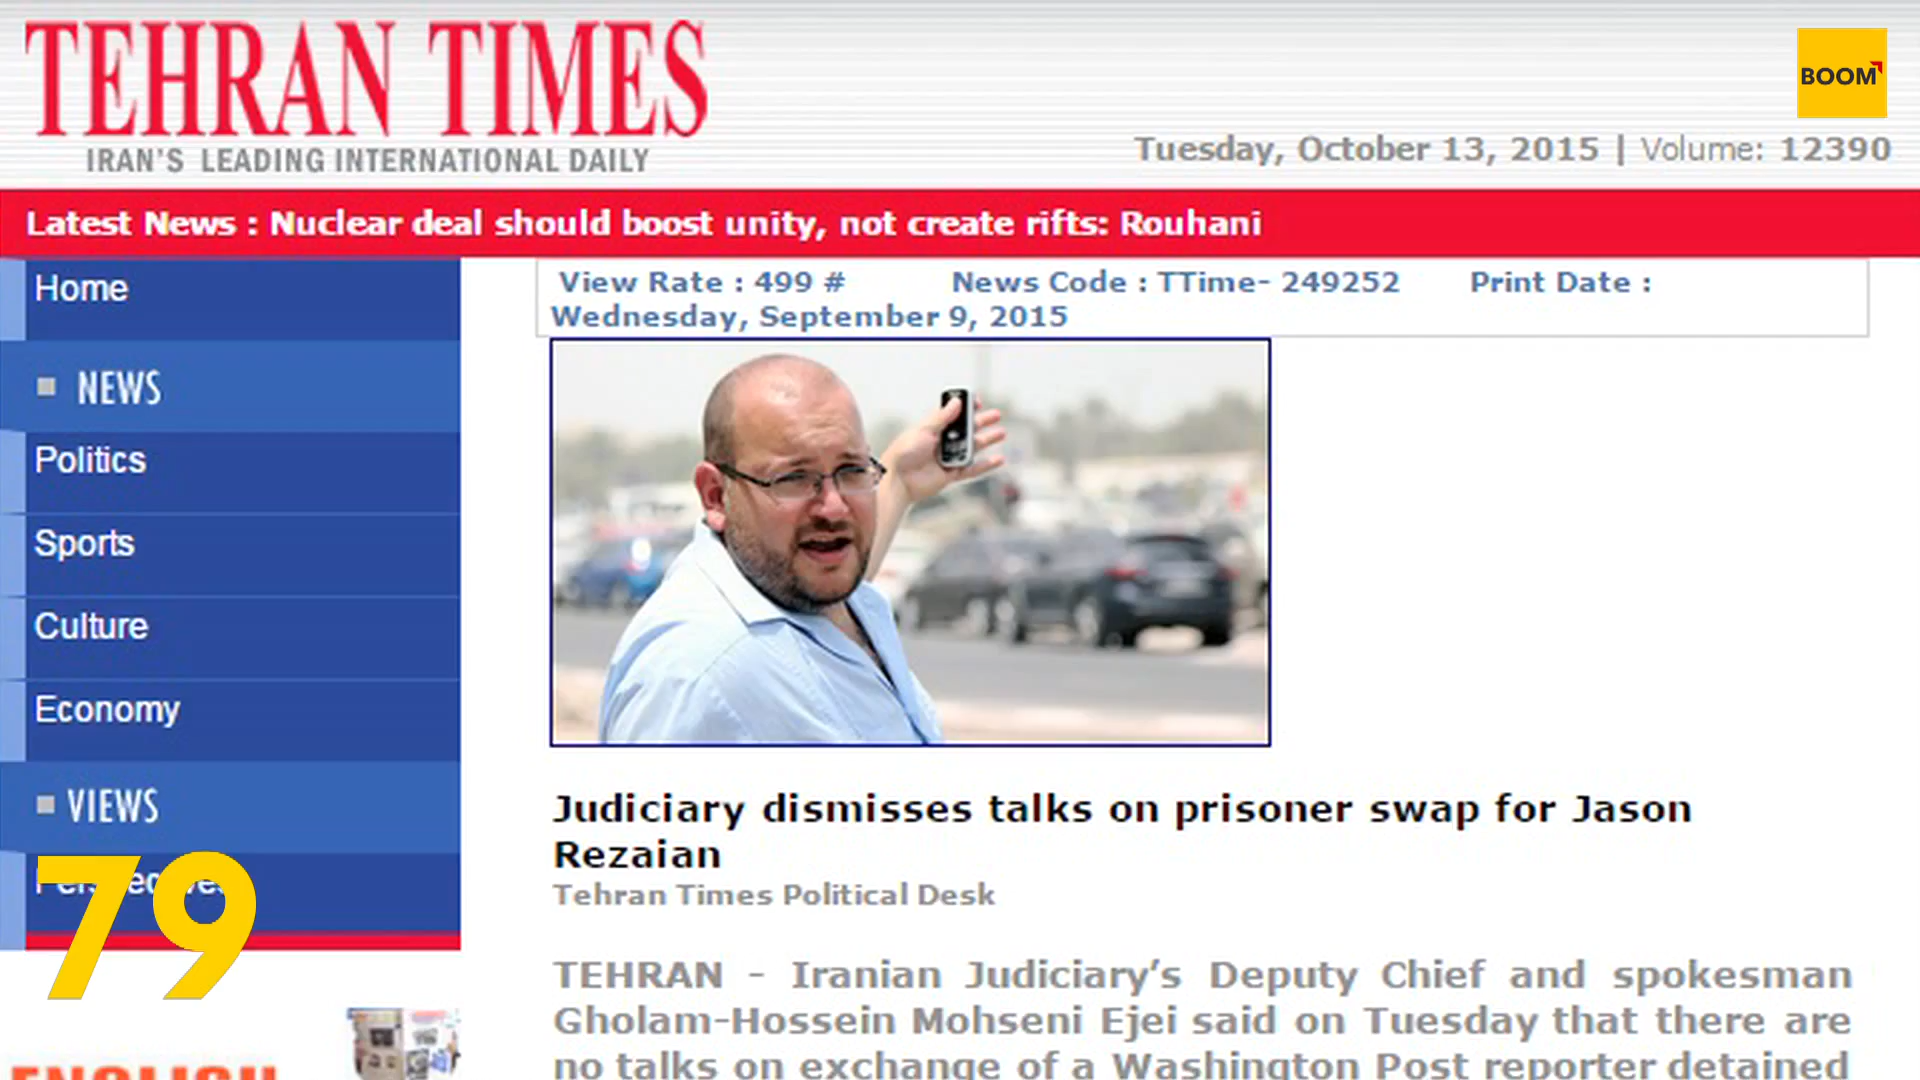 TEHRAN TIMES
IRAN'S LEADING INTERNATIONAL DAILY
BOOM
Tuesday, October 13, 2015 | Volume: 12390
Latest News : Nuclear deal should boost unity, not create rifts: Rouhani
Home
NEWS
Politics
Sports
Culture
Economy
VIEWS
Perspectives
79
ENGLISH
View Rate : 499 # News Code : TTime- 249252 Print Date :
Wednesday, September 9, 2015
Judiciary dismisses talks on prisoner swap for Jason
Rezaian
Tehran Times Political Desk
TEHRAN - Iranian Judiciary’s Deputy Chief and spokesman
Gholam-Hossein Mohseni Ejei said on Tuesday that there are
no talks on exchange of a Washington Post reporter detained